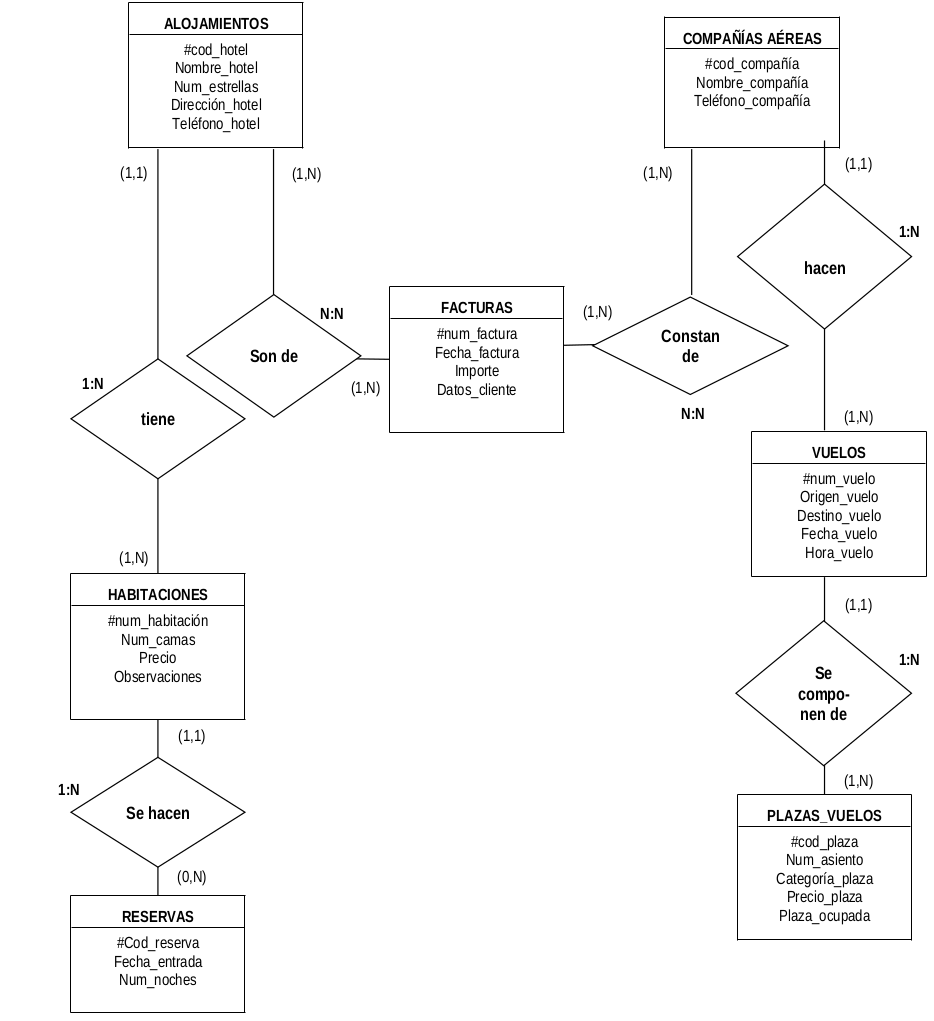 ALOJAMIENTOS
#cod_hotel
Nombre_hotel
Num_estrellas
Dirección_hotel
Teléfono_hotel
COMPAÑÍAS AÉREAS
#cod_compañía
Nombre_compañía
Teléfono_compañía
(1,1)
(1,N)
(1,N)
(1,1)
1:N
hacen
N:N
Son de
(1,N)
FACTURAS
#num_factura
Fecha_factura
Importe
Datos_cliente
(1,N)
Constan
de
N:N
1:N
tiene
(1,N)
(1,N)
VUELOS
#num_vuelo
Origen_vuelo
Destino_vuelo
Fecha_vuelo
Hora_vuelo
HABITACIONES
#num_habitación
Num_camas
Precio
Observaciones
(1,1)
1:N
Se
compo-
nen de
(1,N)
(1,1)
1:N
Se hacen
(0,N)
PLAZAS_VUELOS
#cod_plaza
Num_asiento
Categoría_plaza
Precio_plaza
Plaza_ocupada
RESERVAS
#Cod_reserva
Fecha_entrada
Num_noches